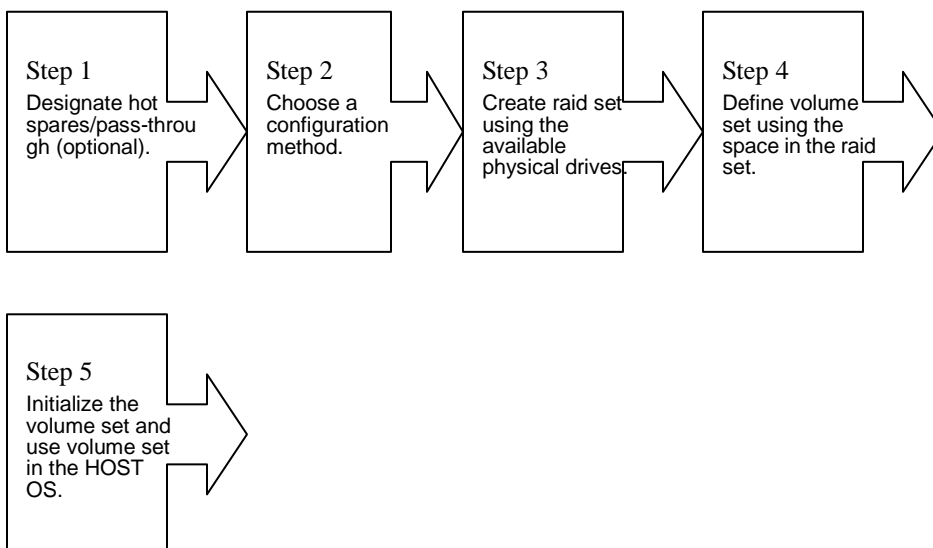 Step 1
Designate hot
spares/pass-throu
gh (optional).
Step 2
Choose a
configuration
method.
Step 3
Create raid set
using the
available
physical drives.
Step 4
Define volume
set using the
space in the raid
set.
Step 5
Initialize the
volume set and
use volume set
in the HOST
OS.